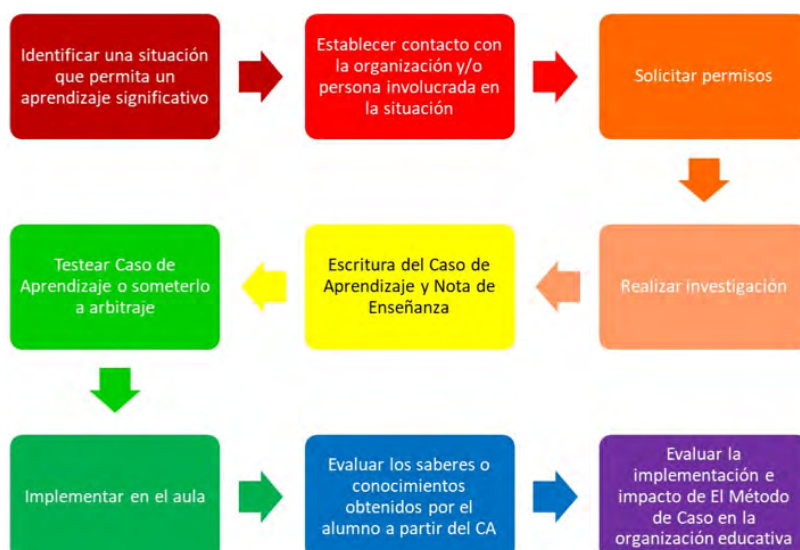 Identificar una situación
que permita un
aprendizaje significativo
Establecer contacto con
la organización y/o
persona involucrada en
la situación
Solicitar permisos
Realizar investigación
Escritura del Caso de
Aprendizaje y Nota de
Enseñanza
Testear Caso de
Aprendizaje o someterlo
a arbitraje
Implementar en el aula
Evaluar los saberes o
conocimientos
obtenidos por el
alumno a partir del CA
Evaluar la
implementación e
impacto de El Método
de Caso en la
organización educativa